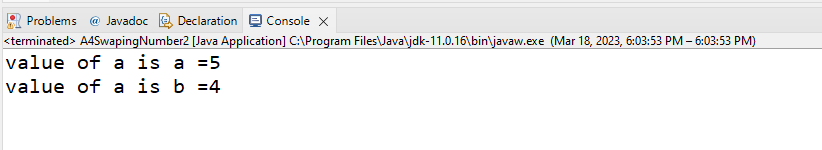 Problems @ Javadoc Declaration Console
<terminated> A4SwapingNumber2 [Java Application] C:\Program Files\Java\jdk-11.0.16\bin\javaw.exe (Mar 18, 2023, 6:03:53 PM – 6:03:53 PM)
value of a is a =5
value of a is b =4